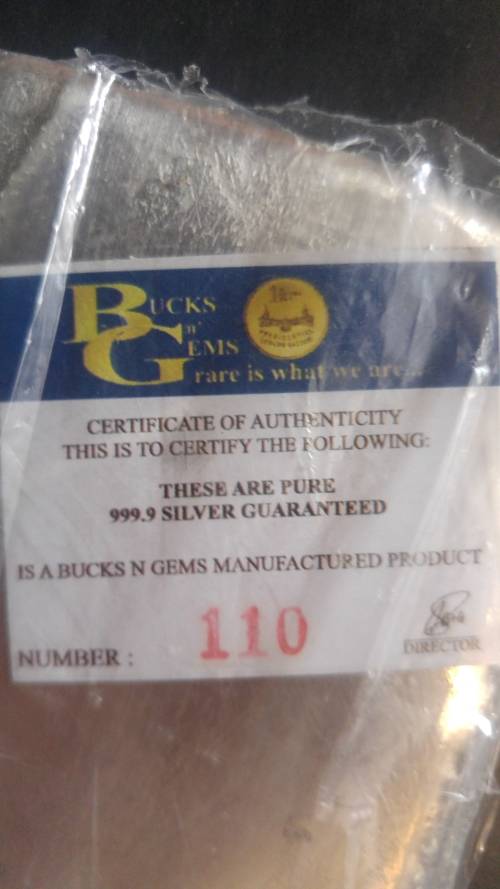 BUCKS
n'
GEMS
rare is what we are...
CERTIFICATE OF AUTHENTICITY
THIS IS TO CERTIFY THE FOLLOWING:
THESE ARE PURE
999.9 SILVER GUARANTEED
IS A BUCKS N GEMS MANUFACTURED PRODUCT
NUMBER : 110
DIRECTOR